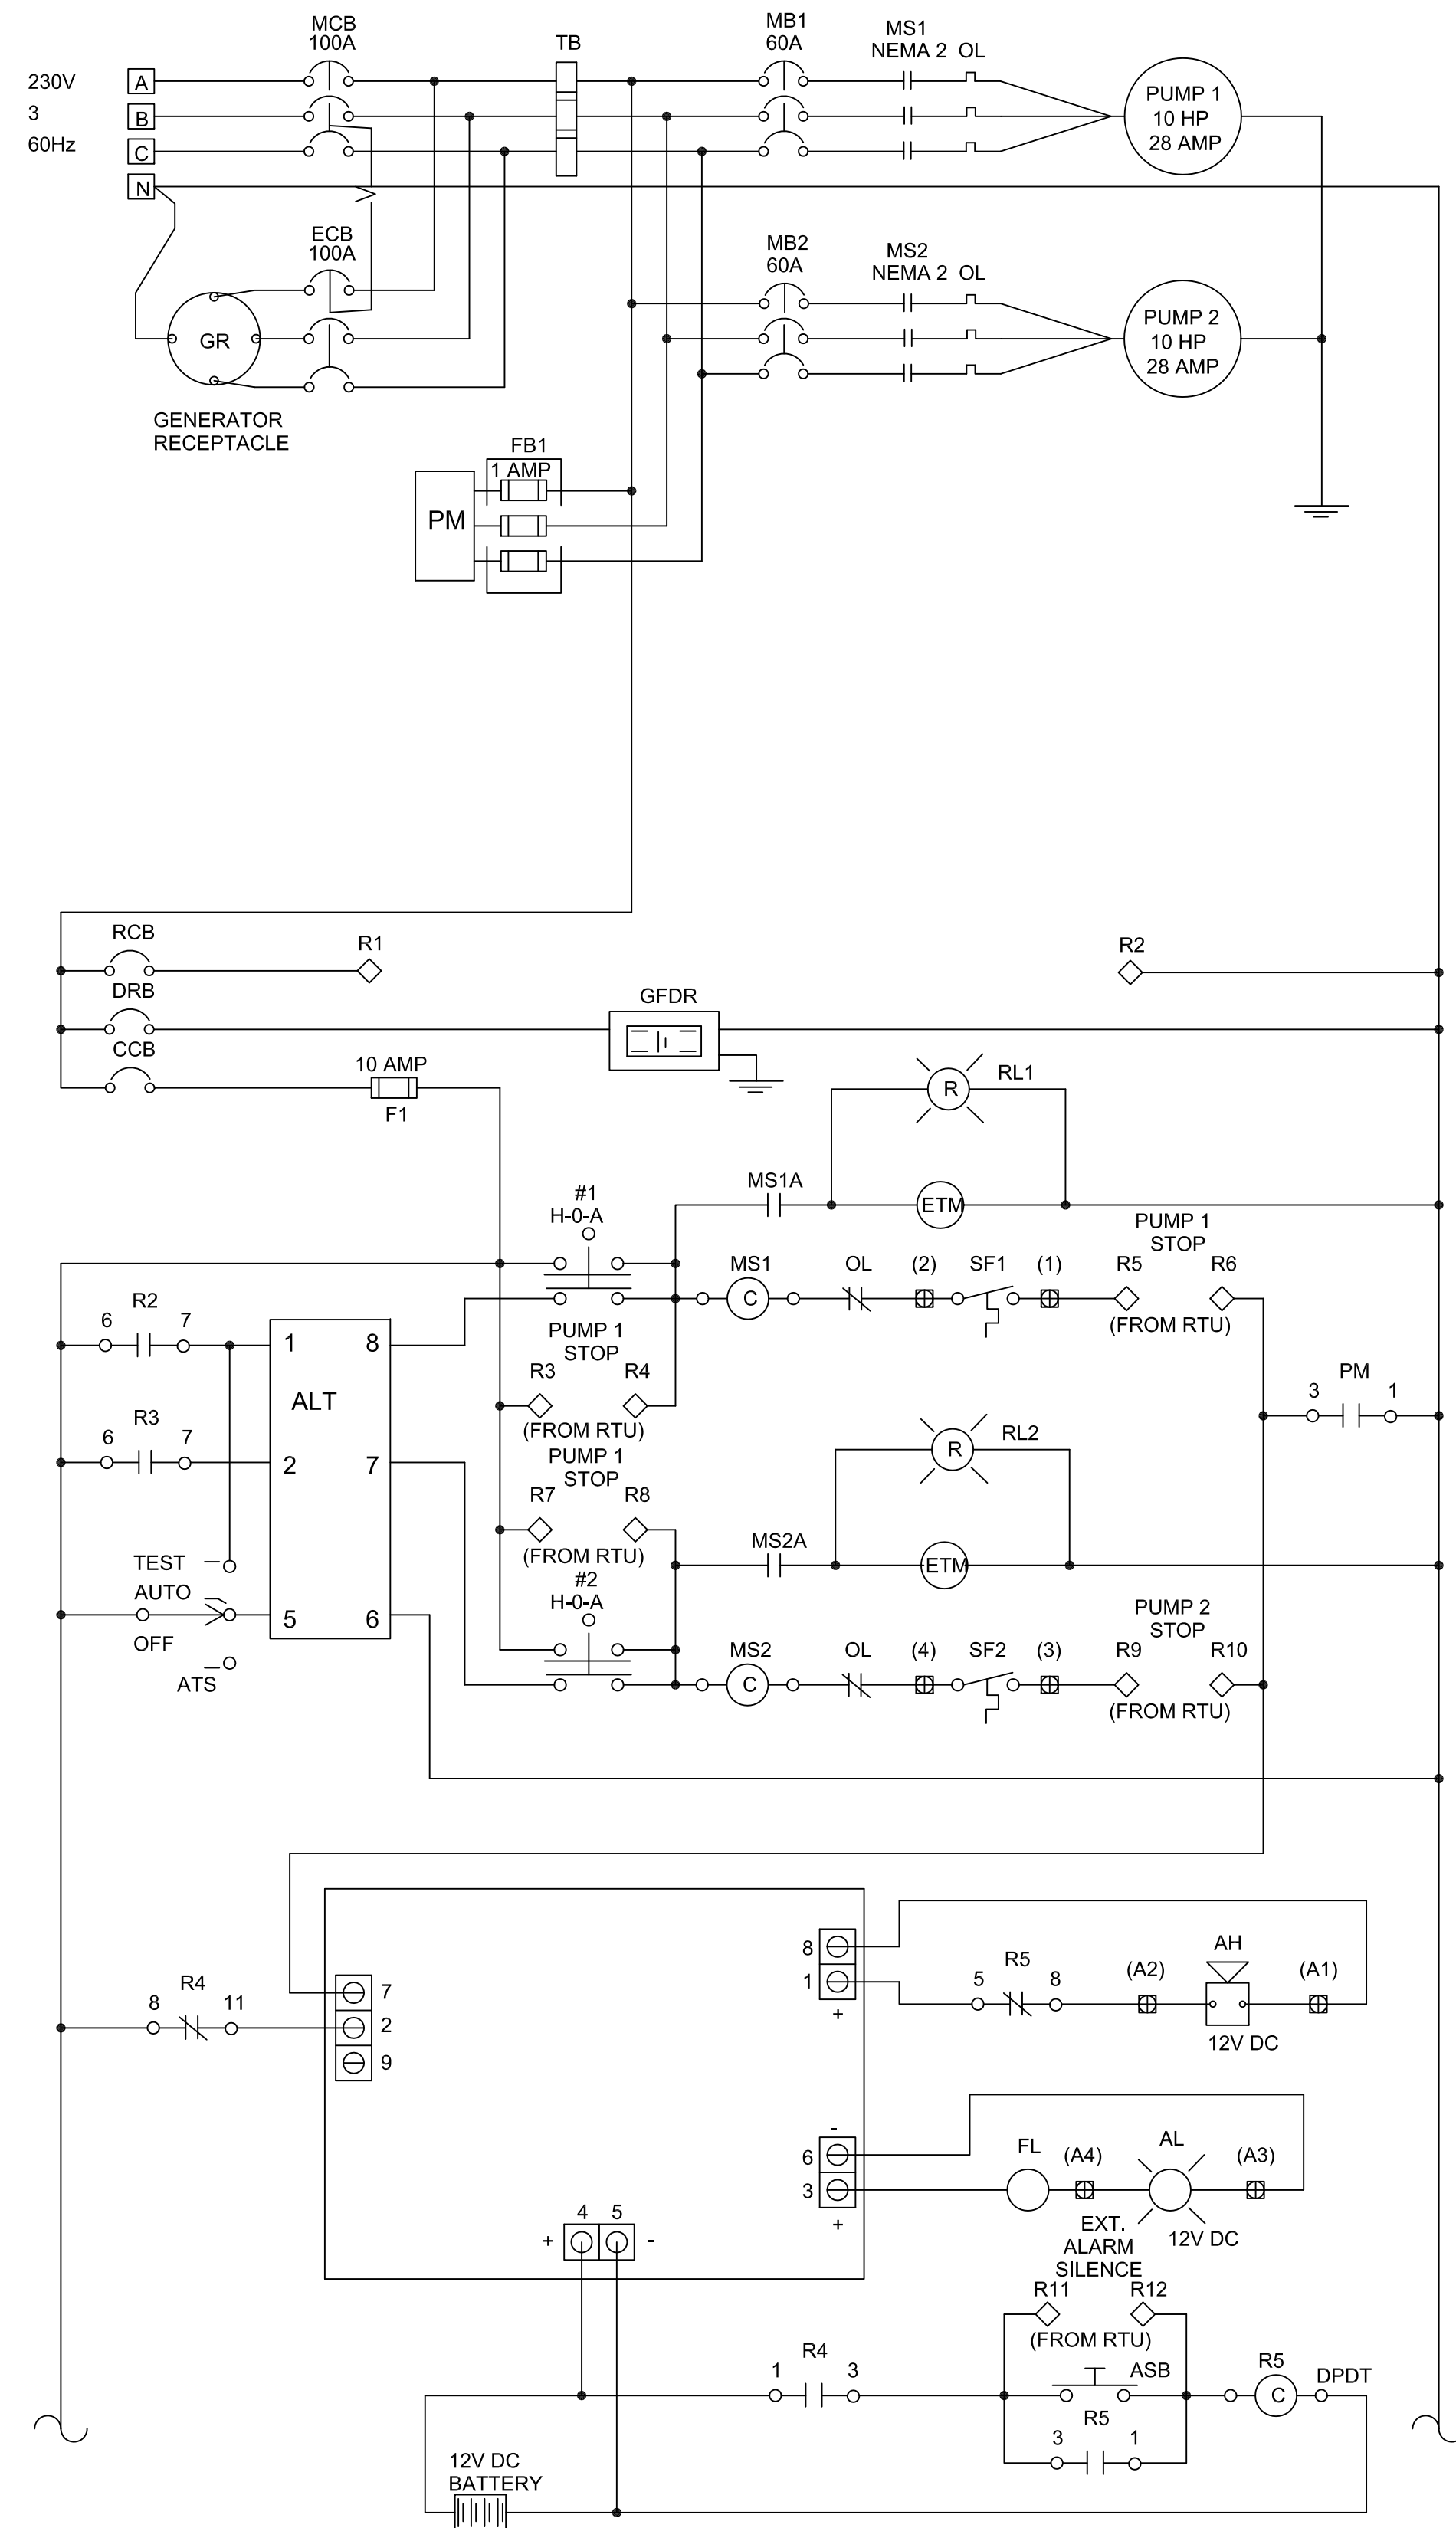 MCB
100A
TB
MB1
60A
MS1
NEMA 2 OL
230V
3
60Hz
A
B
C
N
PUMP 1
10 HP
28 AMP
ECB
100A
MB2
60A
MS2
NEMA 2 OL
PUMP 2
10 HP
28 AMP
GR
GENERATOR
RECEPTACLE
FB1
1 AMP
PM
RCB
R1
R2
DRB
GFDR
CCB
10 AMP
F1
R
RL1
MS1A
ETM
#1
H-0-A
PUMP 1
STOP
MS1
C
OL
(2)
SF1
(1)
R5
R6
(FROM RTU)
R2
6
7
1
8
PUMP 1
STOP
R3
R4
(FROM RTU)
PM
3
1
ALT
R3
6
7
2
7
PUMP 1
STOP
R7
R8
(FROM RTU)
R
RL2
MS2A
ETM
TEST
AUTO
OFF
ATS
5
6
#2
H-0-A
PUMP 2
STOP
MS2
C
OL
(4)
SF2
(3)
R9
R10
(FROM RTU)
R4
8
11
7
2
9
8
1
+
R5
5
8
(A2)
AH
(A1)
12V DC
-
6
3
+
FL
(A4)
AL
(A3)
12V DC
4
5
+
-
EXT.
ALARM
SILENCE
R11
R12
(FROM RTU)
R4
1
3
ASB
R5
C
DPDT
R5
3
1
12V DC
BATTERY